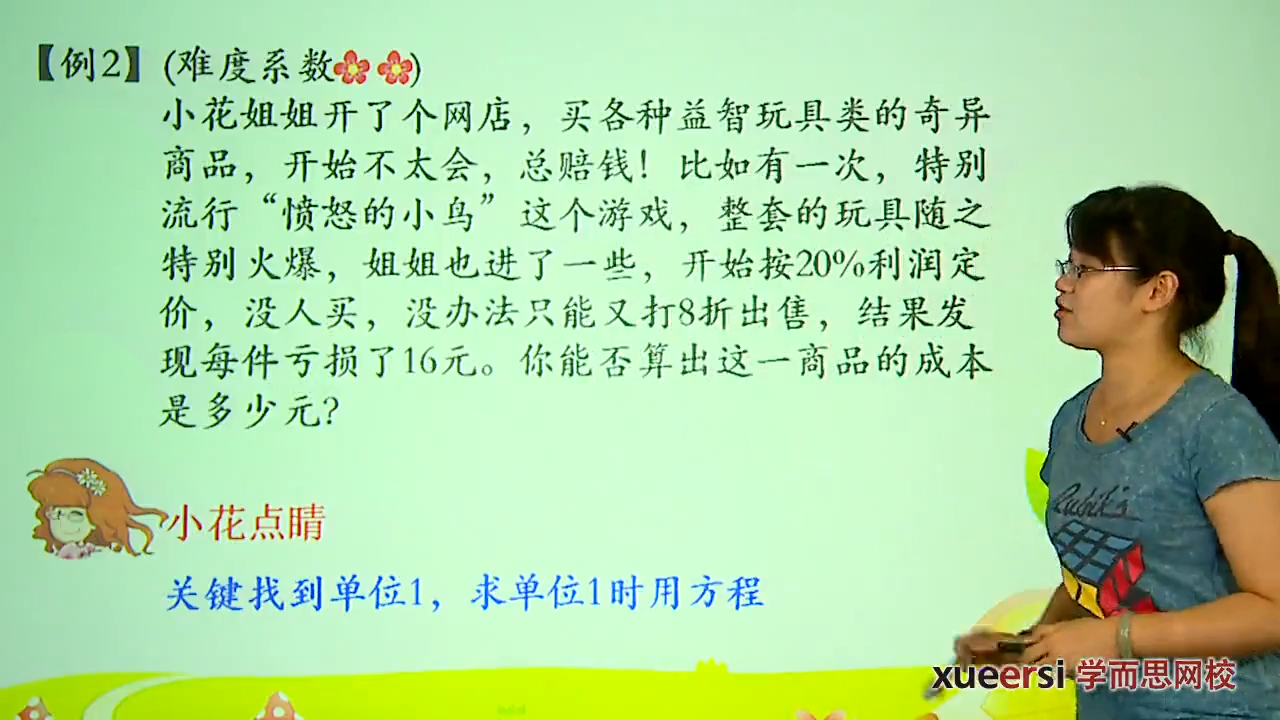 【例2】(难度系数)
小花姐姐开了个网店，买各种益智玩具类的奇异
商品，开始不太会，总赔钱！比如有一次，特别
流行“愤怒的小鸟”这个游戏，整套的玩具随之
特别火爆，姐姐也进了一些，开始按20%利润定
价，没人买，没办法只能又打8折出售，结果发
现每件亏损了16元。你能否算出这一商品的成本
是多少元？
小花点睛
关键找到单位1，求单位1时用方程
Rubik's
xueersi 学而思网校